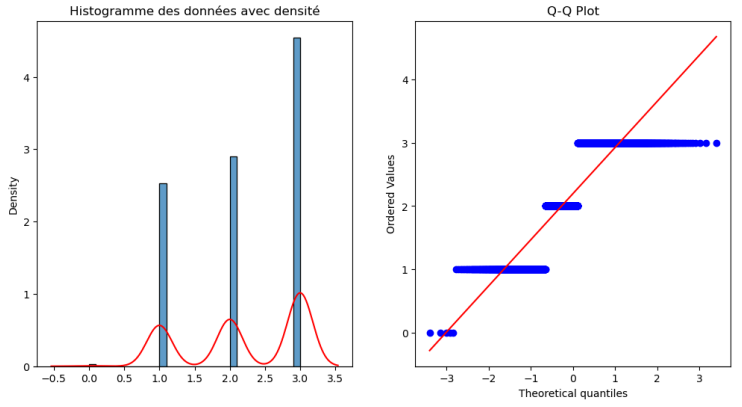 Histogramme des données avec densité
Density
4
3
2
1
0
−0.5 0.0 0.5 1.0 1.5 2.0 2.5 3.0 3.5
Q-Q Plot
Ordered Values
4
3
2
1
0
−3 −2 −1 0 1 2 3
Theoretical quantiles